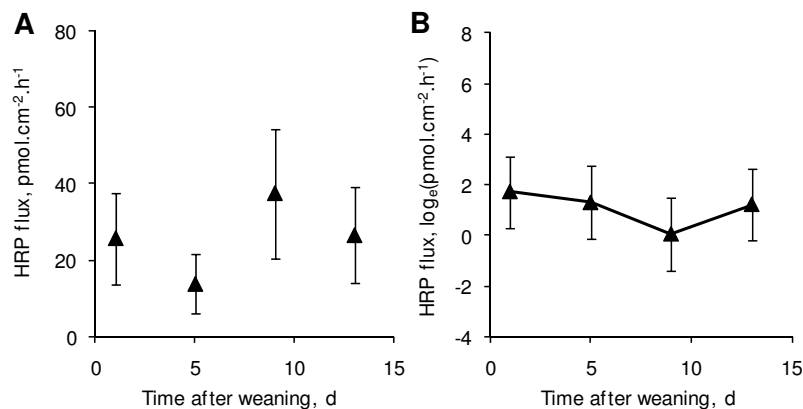 A
HRP flux, pmol.cm-2.h-1
80
60
40
20
0
0 5 10 15
Time after weaning, d
B
HRP flux, logₑ(pmol.cm-2.h-1)
8
6
4
2
0
-2
-4
0 5 10 15
Time after weaning, d